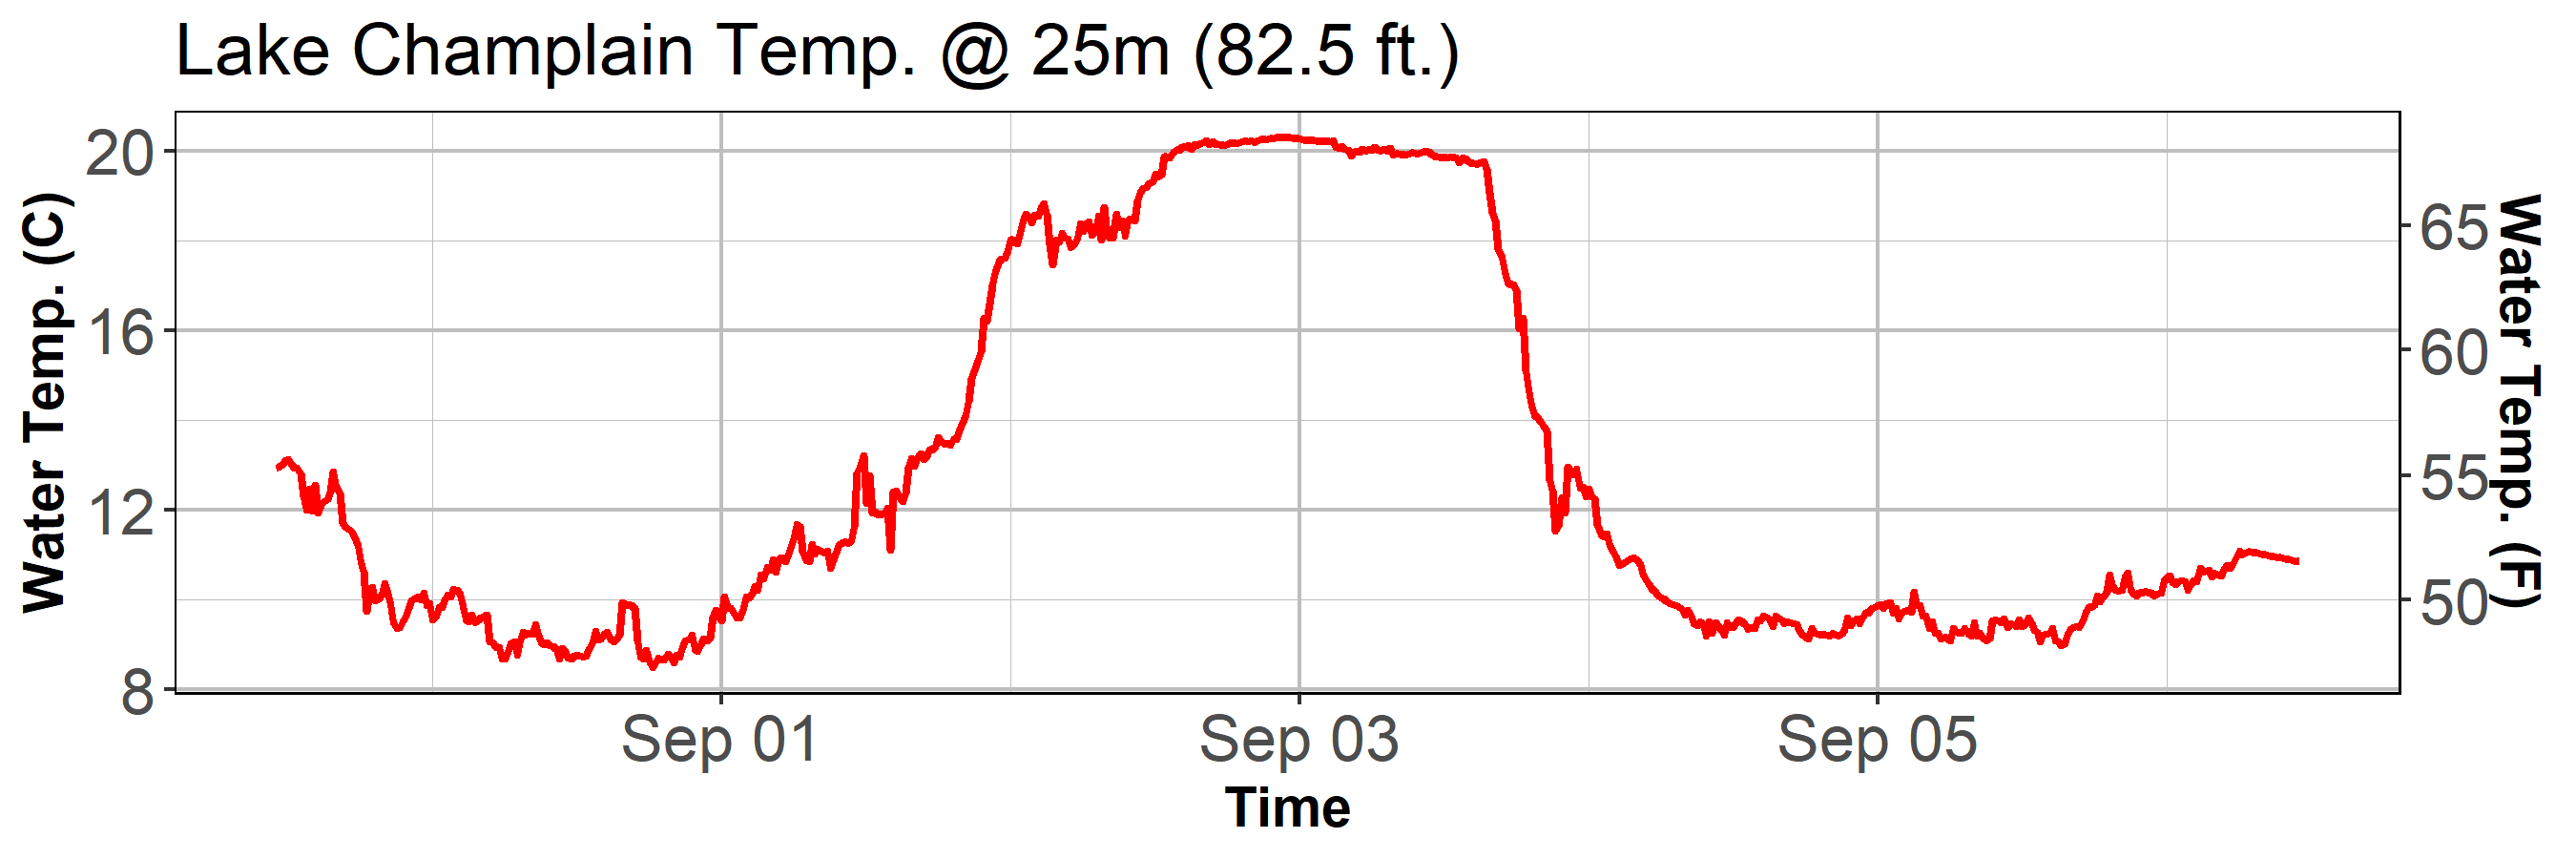 Lake Champlain Temp. @ 25m (82.5 ft.)
Water Temp. (C)
20
16
12
8
65
60
55
50
Water Temp. (F)
Sep 01
Sep 03
Sep 05
Time